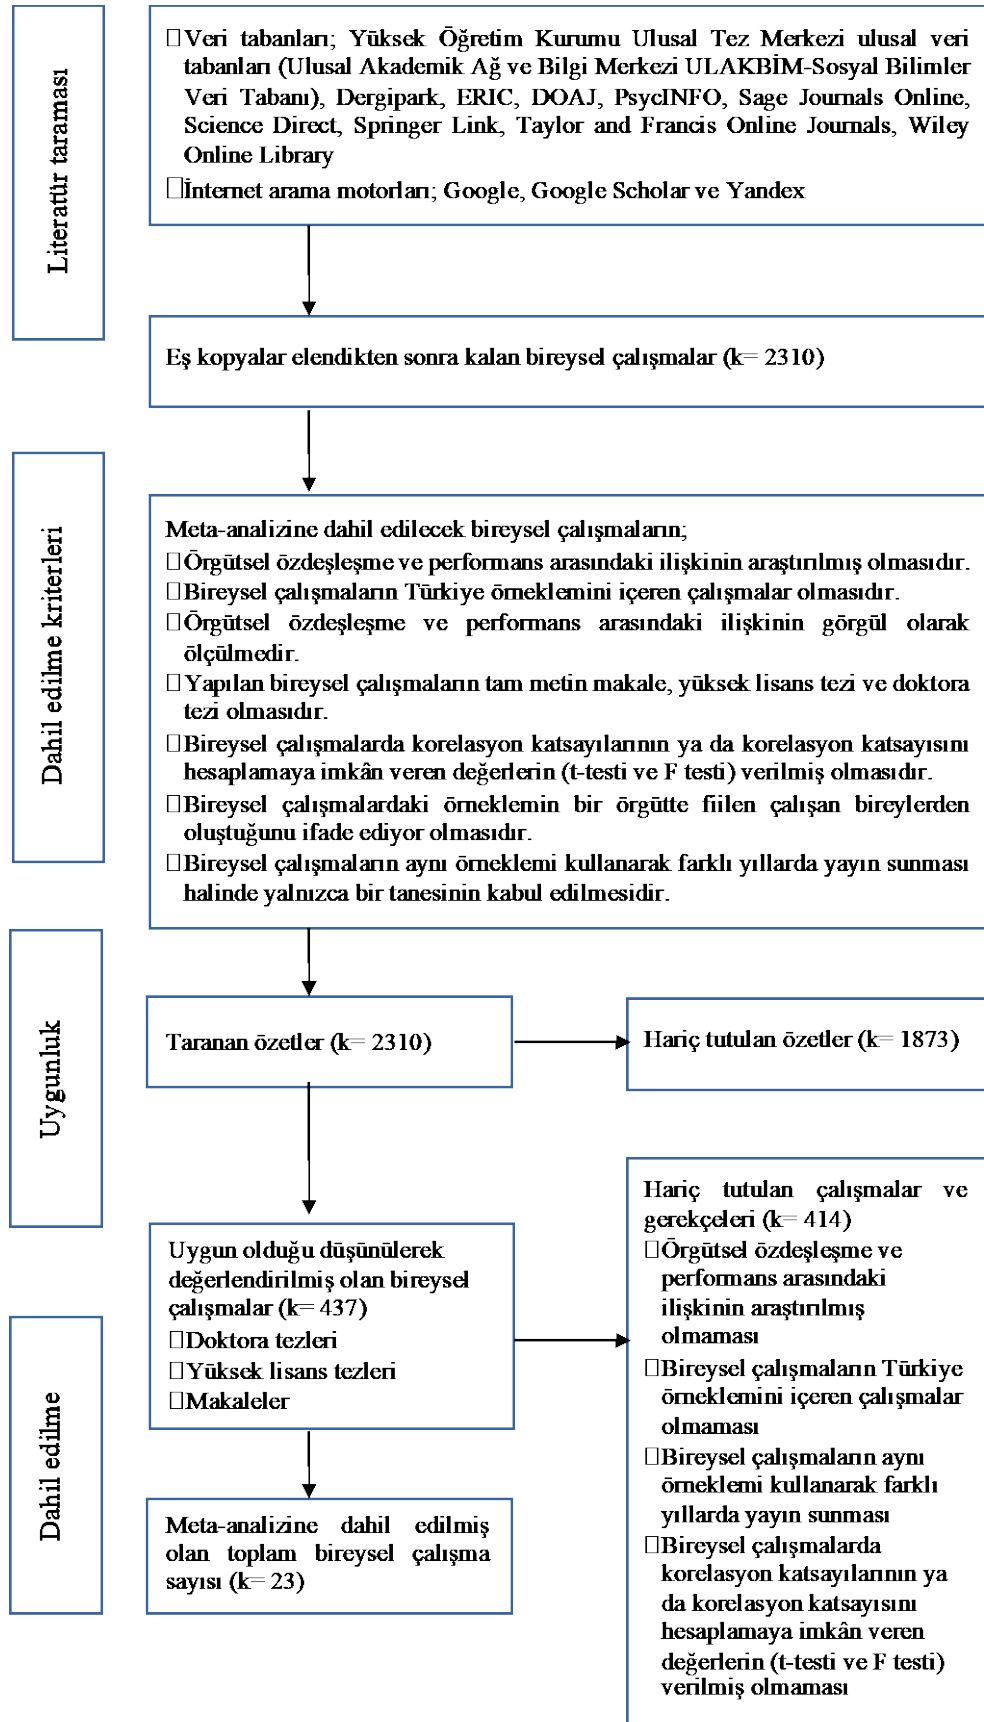 Literatür taraması
□Veri tabanları; Yüksek Öğretim Kurumu Ulusal Tez Merkezi ulusal veri
tabanları (Ulusal Akademik Ağ ve Bilgi Merkezi ULAKBİM-Sosyal Bilimler
Veri Tabanı), Dergipark, ERIC, DOAJ, PsycINFO, Sage Journals Online,
Science Direct, Springer Link, Taylor and Francis Online Journals, Wiley
Online Library
□İnternet arama motorları; Google, Google Scholar ve Yandex
Eş kopyalar elendikten sonra kalan bireysel çalışmalar (k= 2310)
Dahil edilme kriterleri
Meta-analizine dahil edilecek bireysel çalışmaların;
□Örgütsel özdeşleşme ve performans arasındaki ilişkinin araştırılmış olmasıdır.
□Bireysel çalışmaların Türkiye örneklemini içeren çalışmalar olmasıdır.
□Örgütsel özdeşleşme ve performans arasındaki ilişkinin görgül olarak
ölçülmedir.
□Yapılan bireysel çalışmaların tam metin makale, yüksek lisans tezi ve doktora
tezi olmasıdır.
□Bireysel çalışmalarda korelasyon katsayılarının ya da korelasyon katsayısını
hesaplamaya imkân veren değerlerin (t-testi ve F testi) verilmiş olmasıdır.
□Bireysel çalışmalardaki örneklemin bir örgütte fiilen çalışan bireylerden
oluştuğunu ifade ediyor olmasıdır.
□Bireysel çalışmaların aynı örneklemi kullanarak farklı yıllarda yayın sunması
halinde yalnızca bir tanesinin kabul edilmesidir.
Uygunluk
Taranan özetler (k= 2310)
Hariç tutulan özetler (k= 1873)
Uygun olduğu düşünülerek
değerlendirilmiş olan bireysel
çalışmalar (k= 437)
□Doktora tezleri
□Yüksek lisans tezleri
□Makaleler
Hariç tutulan çalışmalar ve
gerekçeleri (k= 414)
□Örgütsel özdeşleşme ve
performans arasındaki
ilişkinin araştırılmış
olmaması
□Bireysel çalışmaların Türkiye
örneklemini içeren çalışmalar
olmaması
□Bireysel çalışmaların aynı
örneklemi kullanarak farklı
yıllarda yayın sunması
□Bireysel çalışmalarda
korelasyon katsayılarının ya
da korelasyon katsayısını
hesaplamaya imkân veren
değerlerin (t-testi ve F testi)
verilmiş olmaması
Dahil edilme
Meta-analizine dahil edilmiş
olan toplam bireysel çalışma
sayısı (k= 23)